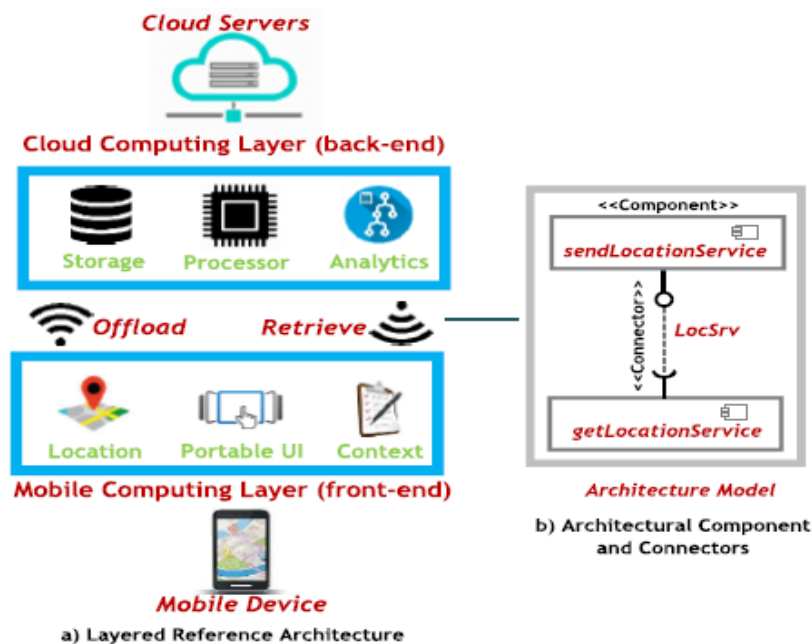 Cloud Servers
Cloud Computing Layer (back-end)
Storage
Processor
Analytics
Offload
Retrieve
Location
Portable UI
Context
Mobile Computing Layer (front-end)
Mobile Device
a) Layered Reference Architecture
<<Component>>
sendLocationService
<<Connector>>
LocSrv
getLocationService
Architecture Model
b) Architectural Component
and Connectors